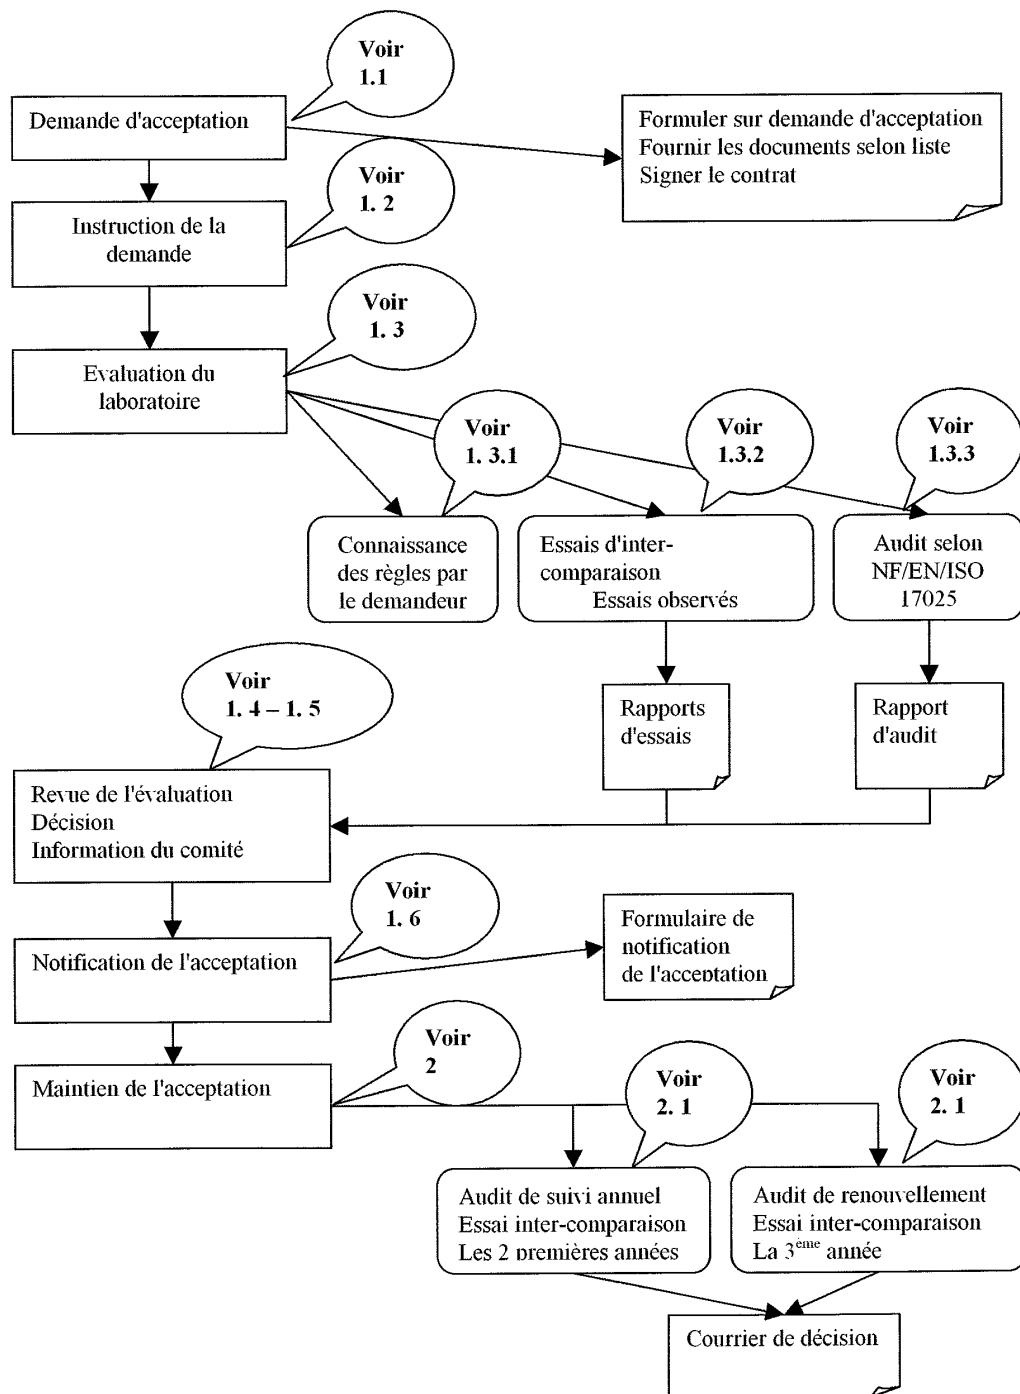 Voir
1.1
Demande d'acceptation
Formuler sur demande d'acceptation
Fournir les documents selon liste
Signer le contrat
Voir
1. 2
Instruction de la
demande
Voir
1. 3
Evaluation du
laboratoire
Voir
1. 3.1
Voir
1.3.2
Voir
1.3.3
Connaissance
des règles par
le demandeur
Essais d'inter-
comparaison
Essais observés
Audit selon
NF/EN/ISO
17025
Voir
1. 4 – 1. 5
Rapports
d'essais
Rapport
d'audit
Revue de l'évaluation
Décision
Information du comité
Voir
1. 6
Notification de l'acceptation
Formulaire de
notification
de l'acceptation
Voir
2
Maintien de l'acceptation
Voir
2. 1
Voir
2. 1
Audit de suivi annuel
Essai inter-comparaison
Les 2 premières années
Audit de renouvellement
Essai inter-comparaison
La 3ème année
Courrier de décision